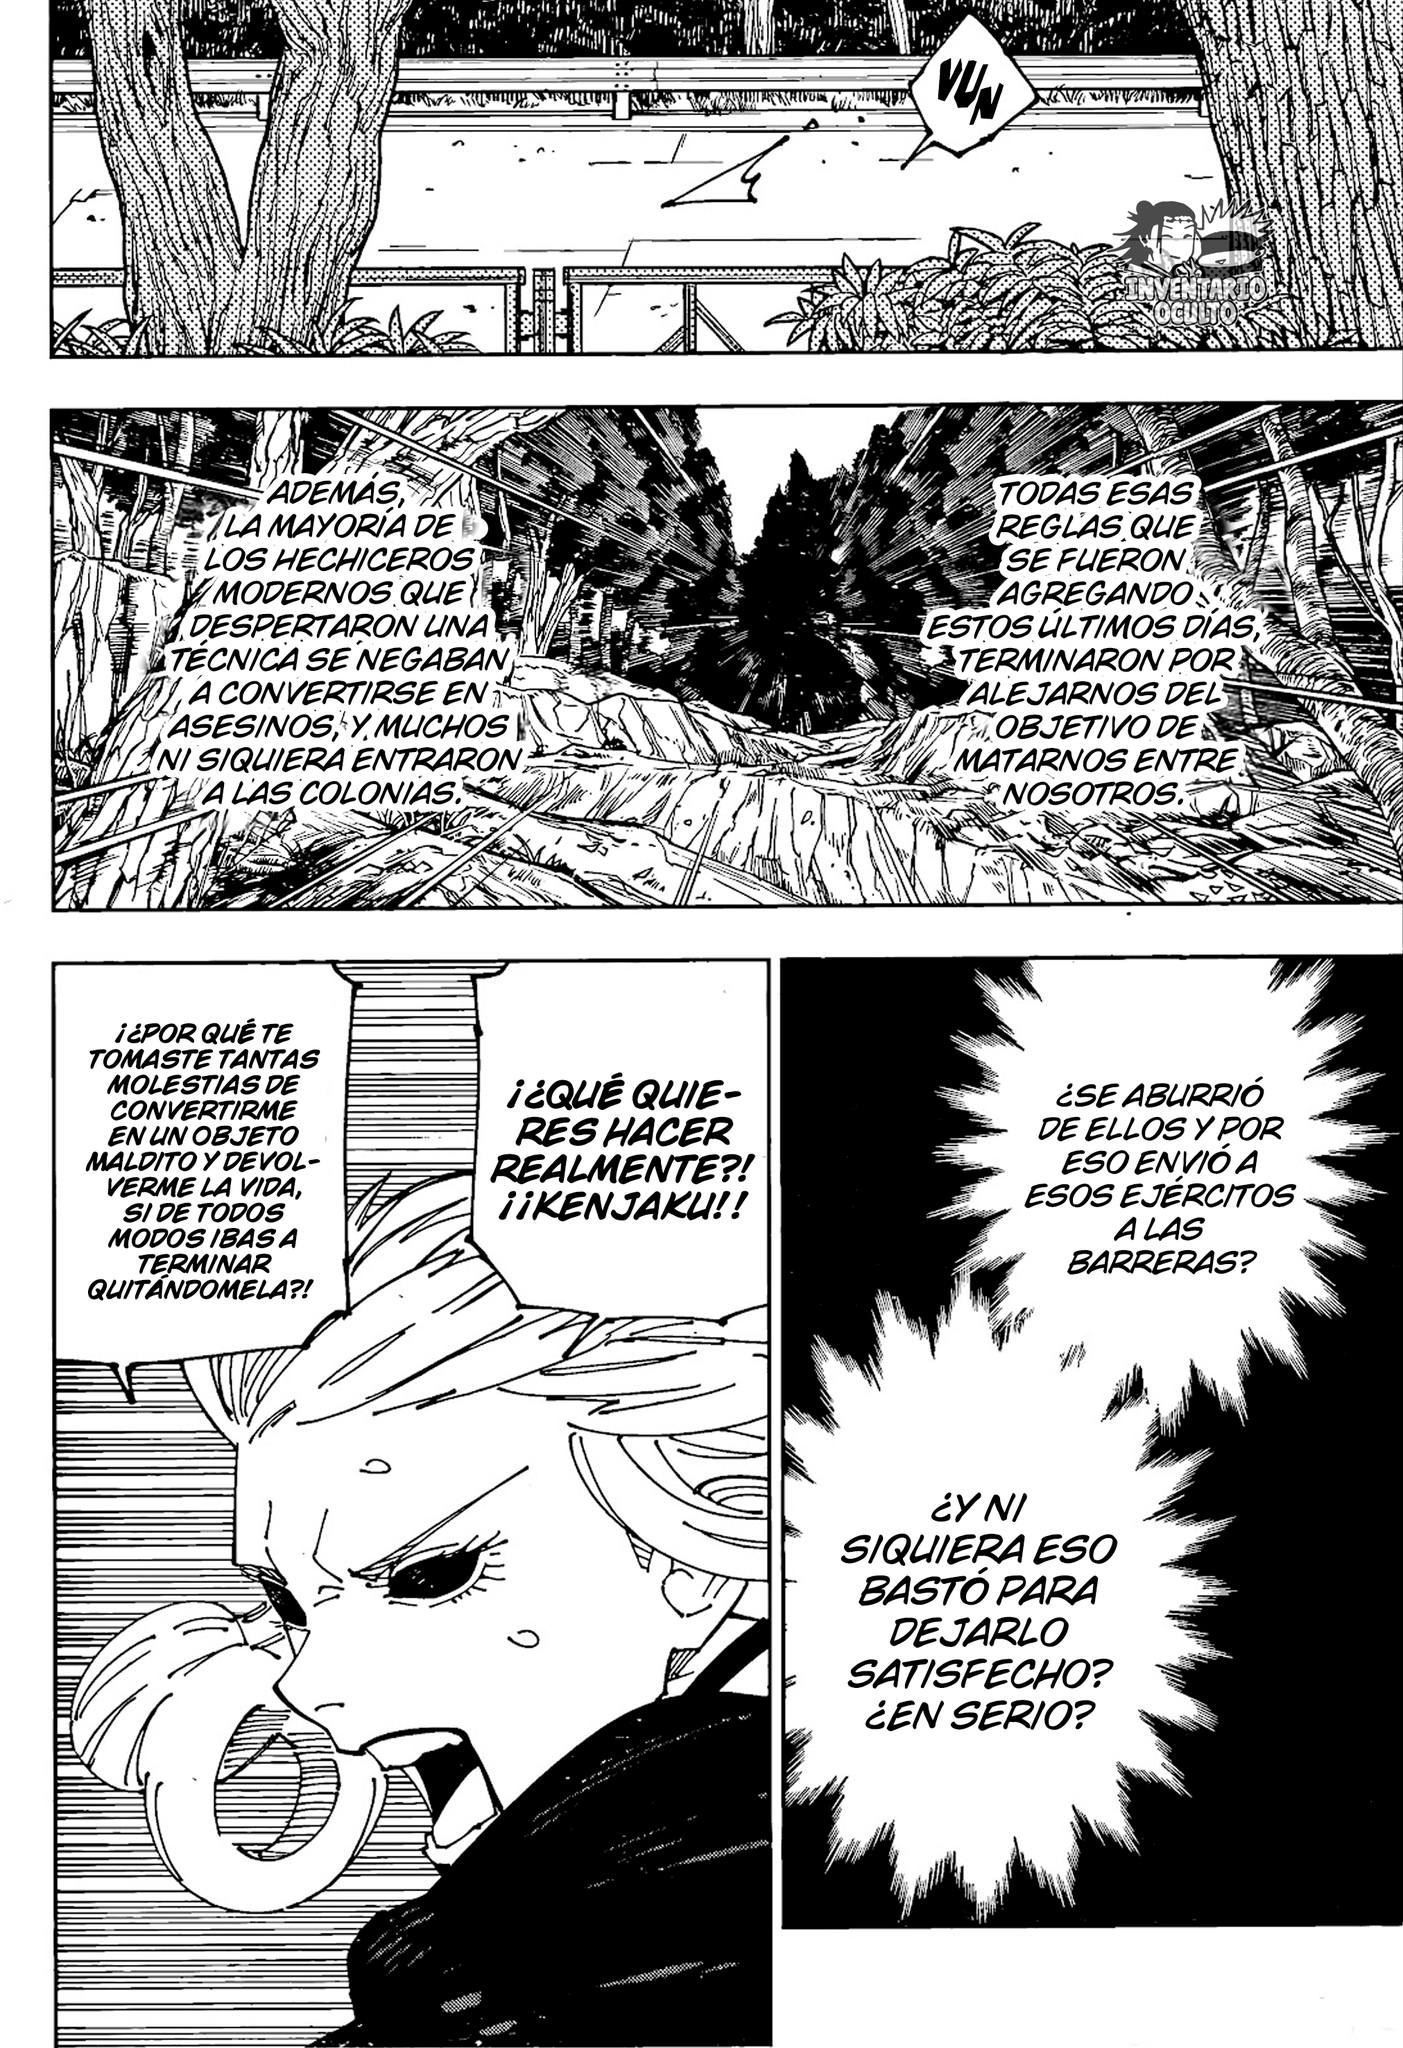 VUN
INVENTARIO
OCULTO
TODAS ESAS
REGLAS QUE
SE FUERON
AGREGANDO
ESTOS ÚLTIMOS DÍAS,
TERMINARON POR
ALEJARNOS DEL
OBJETIVO DE
MATARNOS ENTRE
NOSOTROS.
ADEMÁS,
LA MAYORÍA DE
LOS HECHICEROS
MODERNOS QUE
DESPERTARON UNA
TÉCNICA SE NEGABAN
A CONVERTIRSE EN
ASESINOS, Y MUCHOS
NI SIQUIERA ENTRARON
A LAS COLONIAS.
¿SE ABURRIÓ
DE ELLOS Y POR
ESO ENVIÓ A
ESOS EJÉRCITOS
A LAS
BARRERAS?
¿Y NI
SIQUIERA ESO
BASTÓ PARA
DEJARLO
SATISFECHO?
¿EN SERIO?
¡¿QUÉ QUIE-
RES HACER
REALMENTE?!
¡¡KENJAKU!!
¡¿POR QUÉ TE
TOMASTE TANTAS
MOLESTIAS DE
CONVERTIRME
EN UN OBJETO
MALDITO Y DEVOL-
VERME LA VIDA,
SI DE TODOS
MODOS IBAS A
TERMINAR
QUITÁNDOMELA?!